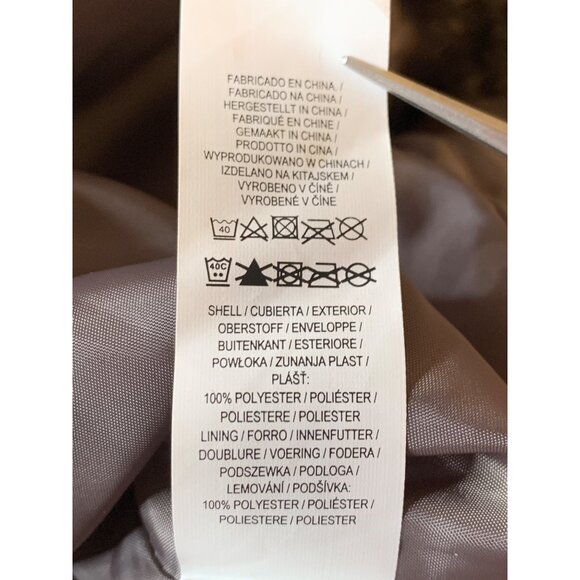 FABRICADO EN CHINA. /
FABRICADO NA CHINA /
HERGESTELLT IN CHINA /
FABRIQUÉ EN CHINE /
GEMAAKT IN CHINA /
PRODOTTO IN CINA /
WYPRODUKOWANO W CHINACH /
IZDELANO NA KITAJSKEM /
VYROBENO V ČÍNĚ /
VYROBENÉ V ČÍNE
40
40C
SHELL / CUBIERTA / EXTERIOR /
OBERSTOFF / ENVELOPPE /
BUITENKANT / ESTERIORE /
POWŁOKA / ZUNANJA PLAST /
PLÁŠŤ:
100% POLYESTER / POLIÉSTER /
POLIESTERE / POLIESTER
LINING / FORRO / INNENFUTTER /
DOUBLURE / VOERING / FODERA /
PODSZEWKA / PODLOGA /
LEMOVÁNÍ / PODŠÍVKA:
100% POLYESTER / POLIÉSTER /
POLIESTERE / POLIESTER